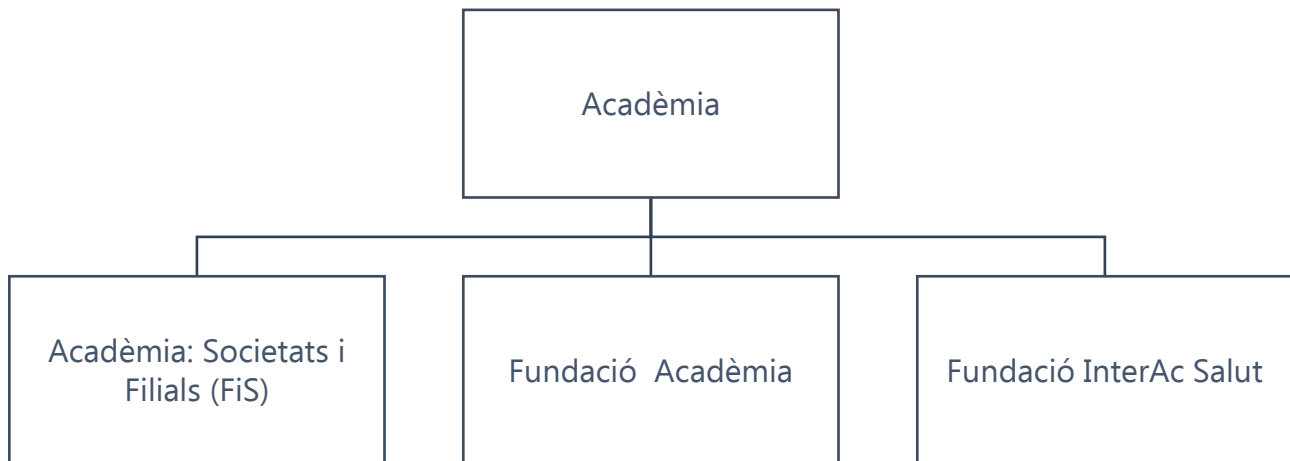 Acadèmia
Acadèmia: Societats i
Filials (FiS)
Fundació Acadèmia
Fundació InterAc Salut